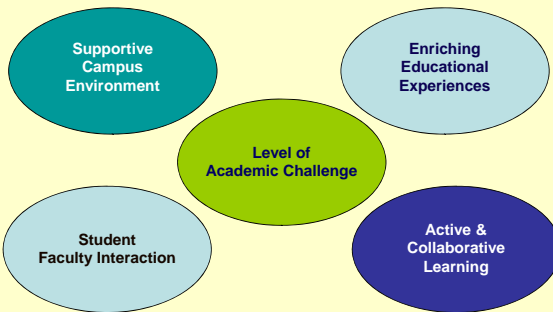 Supportive
Campus
Environment
Enriching
Educational
Experiences
Level of
Academic Challenge
Student
Faculty Interaction
Active &
Collaborative
Learning